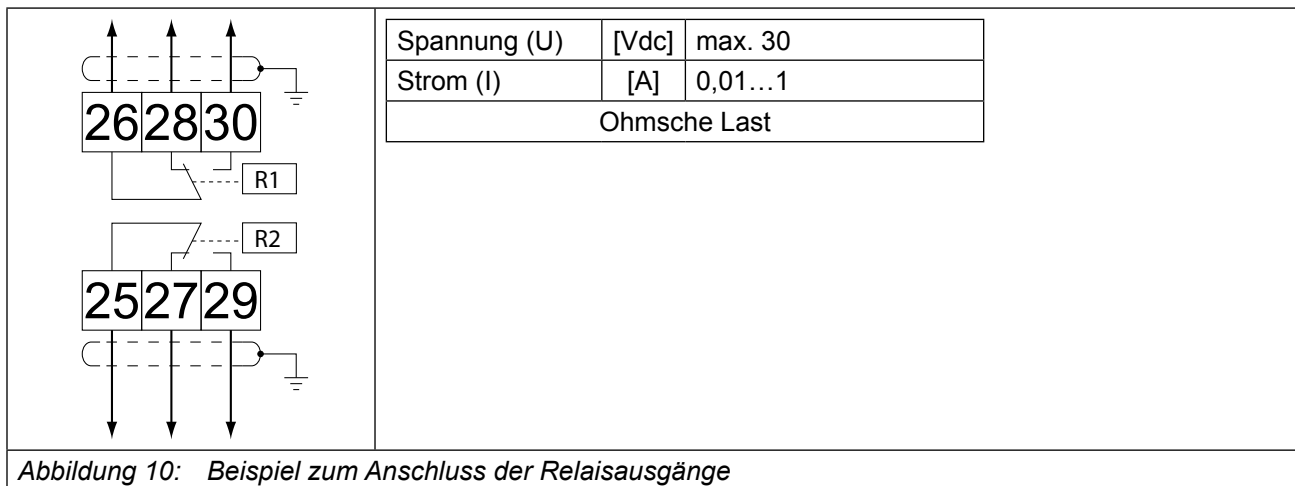 26 28 30
R1
R2
25 27 29
Spannung (U) [Vdc] max. 30
Strom (I) [A] 0,01…1
Ohmsche Last
Abbildung 10: Beispiel zum Anschluss der Relaisausgänge